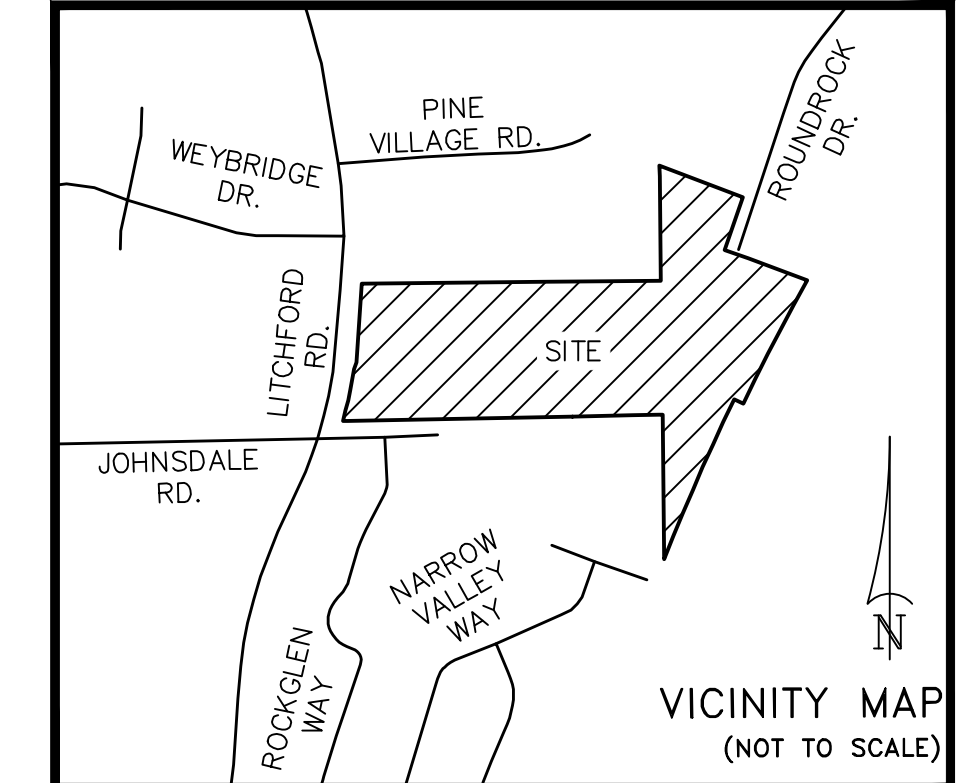 PINE
VILLAGE RD.
ROUNDROCK
DR.
WEYBRIDGE
DR.
LITCHFORD
RD.
SITE
JOHNSDALE
RD.
NARROW
VALLEY
WAY
ROCKGLEN
WAY
N
VICINITY MAP
(NOT TO SCALE)